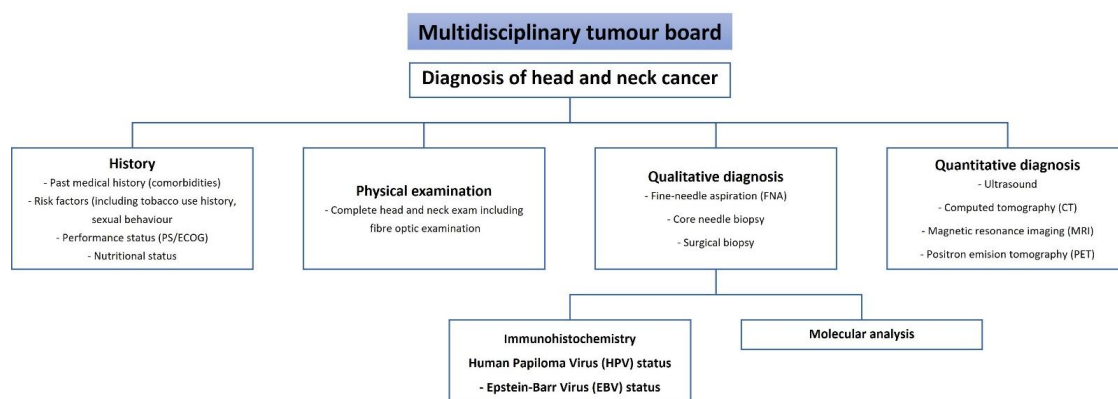 Multidisciplinary tumour board
Diagnosis of head and neck cancer
History
- Past medical history (comorbidities)
- Risk factors (including tobacco use history,
sexual behaviour
- Performance status (PS/ECOG)
- Nutritional status
Physical examination
- Complete head and neck exam including
fibre optic examination
Qualitative diagnosis
- Fine-needle aspiration (FNA)
- Core needle biopsy
- Surgical biopsy
Quantitative diagnosis
- Ultrasound
- Computed tomography (CT)
- Magnetic resonance imaging (MRI)
- Positron emision tomography (PET)
Immunohistochemistry
Human Papiloma Virus (HPV) status
- Epstein-Barr Virus (EBV) status
Molecular analysis